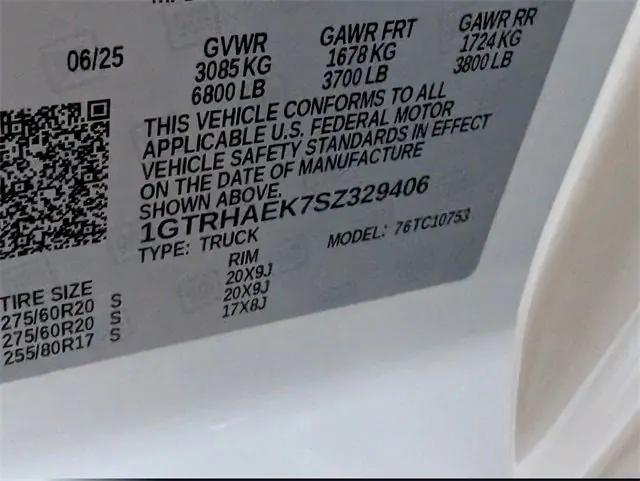 06/25 GVWR GAWR FRT GAWR RR
3085 KG 1678 KG 1724 KG
6800 LB 3700 LB 3800 LB
THIS VEHICLE CONFORMS TO ALL
APPLICABLE U.S. FEDERAL MOTOR
VEHICLE SAFETY STANDARDS IN EFFECT
ON THE DATE OF MANUFACTURE
SHOWN ABOVE.
1GTRHAEK7SZ329406
TYPE: TRUCK MODEL: 76TC10753
TIRE SIZE RIM
275/60R20 S 20X9J
275/60R20 S 20X9J
255/80R17 S 17X8J